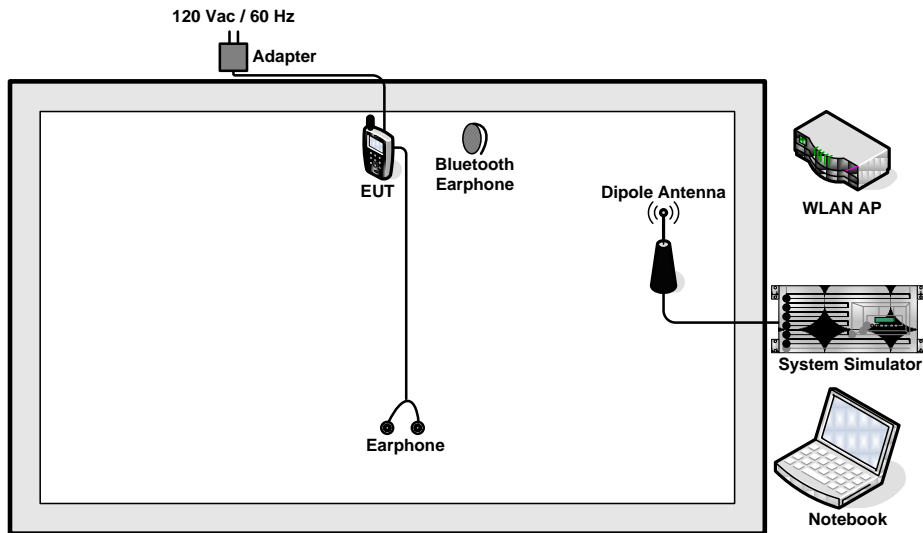 120 Vac / 60 Hz
Adapter
EUT
Bluetooth
Earphone
Dipole Antenna
WLAN AP
System Simulator
Earphone
Notebook